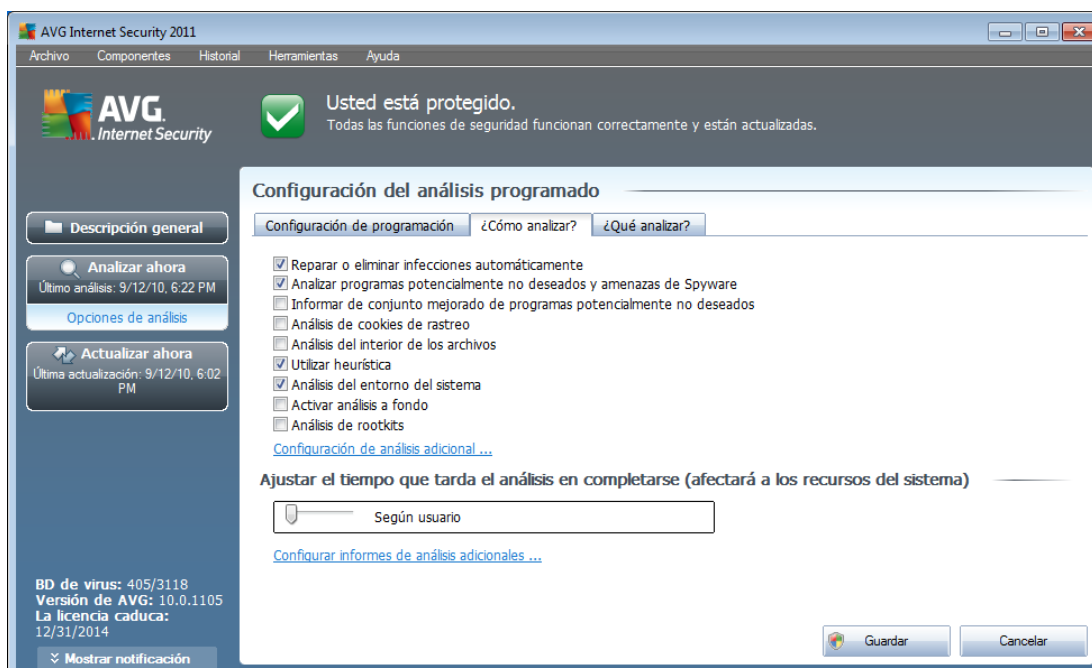 AVG Internet Security 2011
Archivo Componentes Historial Herramientas Ayuda
AVG.
Internet Security
Usted está protegido.
Todas las funciones de seguridad funcionan correctamente y están actualizadas.
Descripción general
Analizar ahora
Último análisis: 9/12/10, 6:22 PM
Opciones de análisis
Actualizar ahora
Última actualización: 9/12/10, 6:02
PM
BD de virus: 405/3118
Versión de AVG: 10.0.1105
La licencia caduca:
12/31/2014
Mostrar notificación
Configuración del análisis programado
Configuración de programación ¿Cómo analizar? ¿Qué analizar?
Reparar o eliminar infecciones automáticamente
Analizar programas potencialmente no deseados y amenazas de Spyware
Informar de conjunto mejorado de programas potencialmente no deseados
Análisis de cookies de rastreo
Análisis del interior de los archivos
Utilizar heurística
Análisis del entorno del sistema
Activar análisis a fondo
Análisis de rootkits
Configuración de análisis adicional ...
Ajustar el tiempo que tarda el análisis en completarse (afectará a los recursos del sistema)
Según usuario
Configurar informes de análisis adicionales ...
Guardar Cancelar